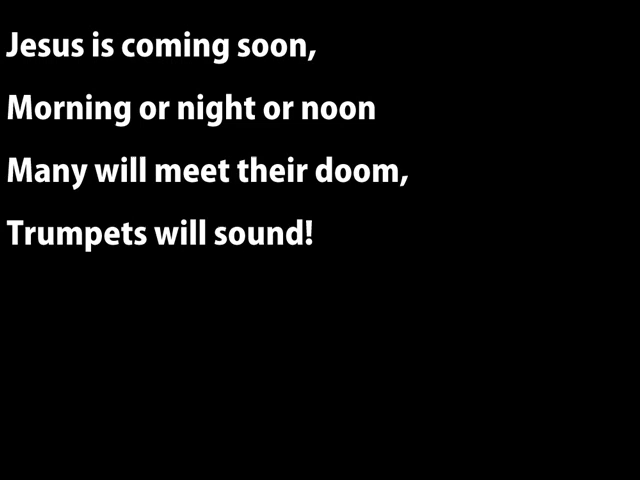 Jesus is coming soon,
Morning or night or noon
Many will meet their doom,
Trumpets will sound!